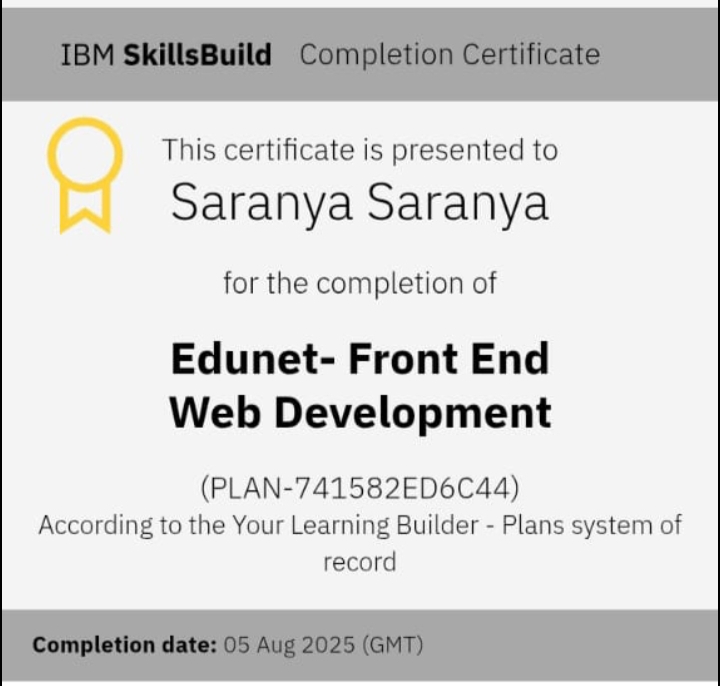 IBM SkillsBuild Completion Certificate
This certificate is presented to
Saranya Saranya
for the completion of
Edunet- Front End
Web Development
(PLAN-741582ED6C44)
According to the Your Learning Builder - Plans system of
record
Completion date: 05 Aug 2025 (GMT)